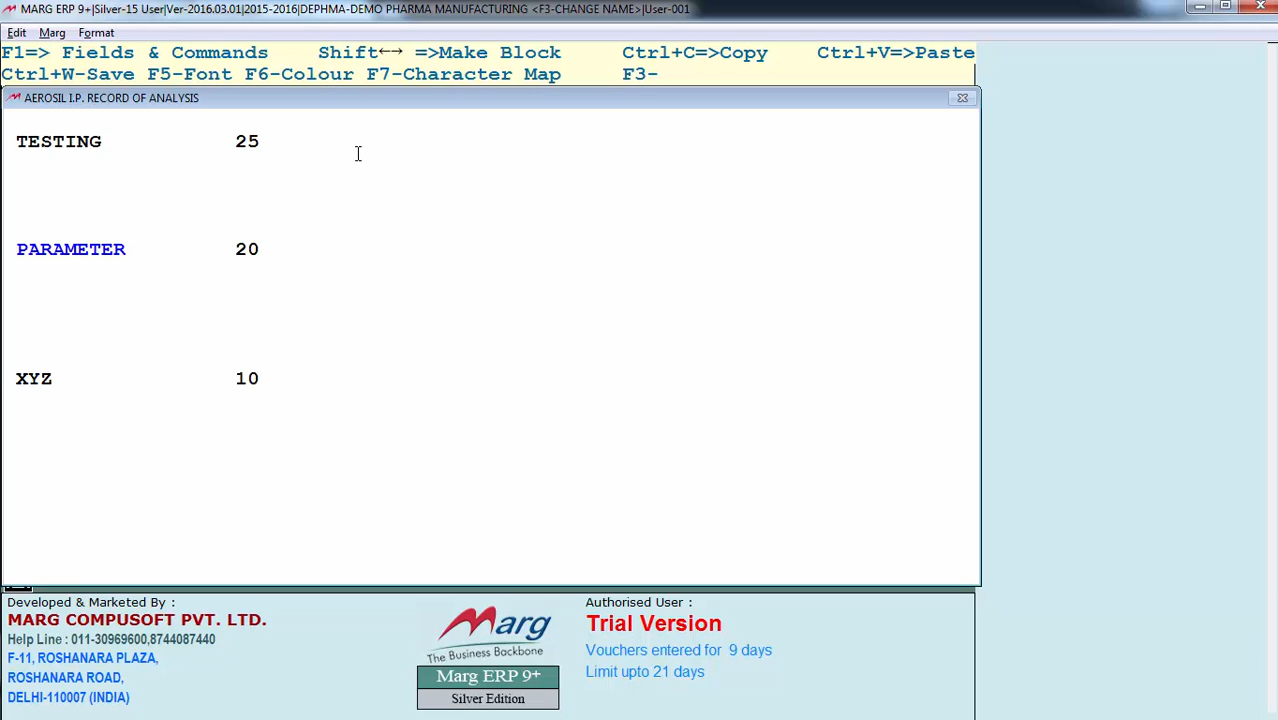 MARG ERP 9+|Silver-15 User|Ver-2016.03.01|2015-2016|DEPHMA-DEMO PHARMA MANUFACTURING <F3-CHANGE NAME>|User-001
Edit Marg Format
F1=> Fields & Commands Shift←→ =>Make Block Ctrl+C=>Copy Ctrl+V=>Paste
Ctrl+W-Save F5-Font F6-Colour F7-Character Map F3-
AEROSIL I.P. RECORD OF ANALYSIS
TESTING 25
PARAMETER 20
XYZ 10
Developed & Marketed By :
MARG COMPUSOFT PVT. LTD.
Help Line : 011-30969600,8744087440
F-11, ROSHANARA PLAZA,
ROSHANARA ROAD,
DELHI-110007 (INDIA)
Marg
The Business Backbone
Marg ERP 9+
Silver Edition
Authorised User :
Trial Version
Vouchers entered for 9 days
Limit upto 21 days